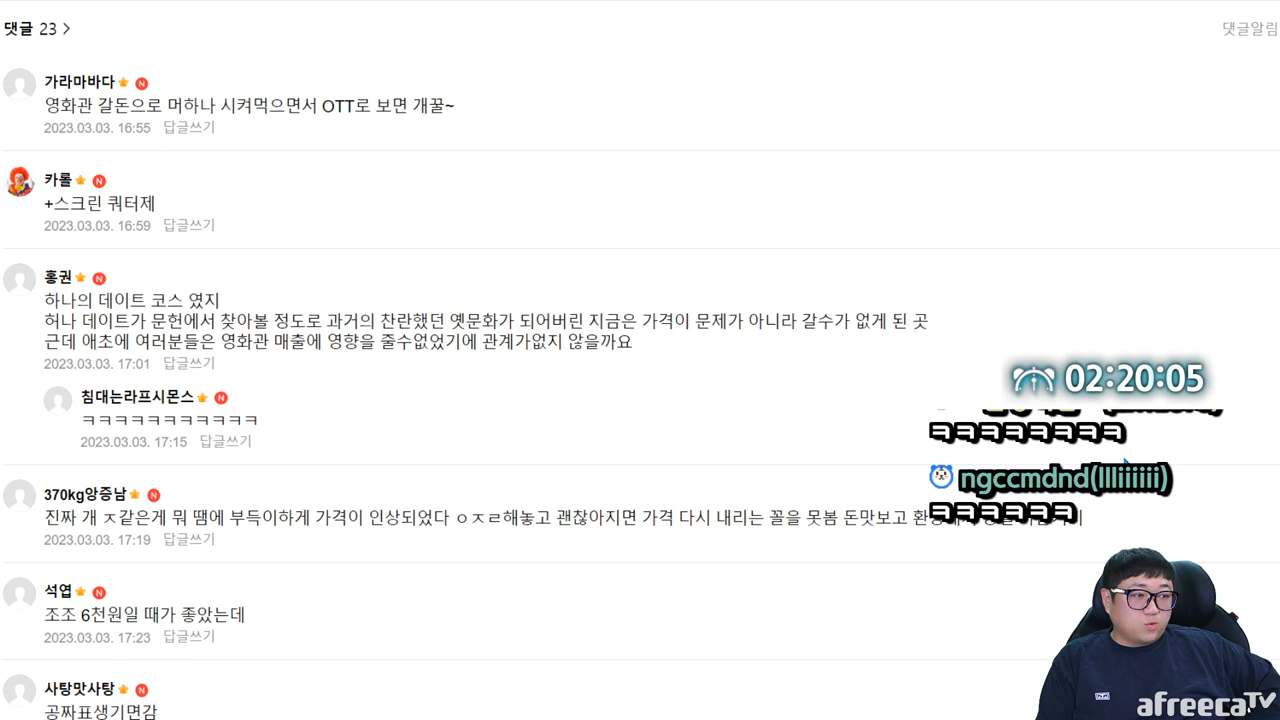 댓글 23 >
댓글알림
가라마바다 N
영화관 갈돈으로 머하나 시켜먹으면서 OTT로 보면 개꿀~
2023.03.03. 16:55 답글쓰기
카롤 N
+스크린 쿼터제
2023.03.03. 16:59 답글쓰기
홍권 N
하나의 데이트 코스 였지
허나 데이트가 문헌에서 찾아볼 정도로 과거의 찬란했던 옛문화가 되어버린 지금은 가격이 문제가 아니라 갈수가 없게 된 곳
근데 애초에 여러분들은 영화관 매출에 영향을 줄수없었기에 관계가없지 않을까요
2023.03.03. 17:01 답글쓰기
침대는라프시몬스 N
ㅋㅋㅋㅋㅋㅋㅋㅋㅋㅋㅋ
2023.03.03. 17:15 답글쓰기
02:20:05
ㅋㅋㅋㅋㅋㅋㅋㅋ
ngccmdnd(llliiiiiii)
ㅋㅋㅋㅋㅋㅋ
370kg앙증남 N
진짜 개 ㅈ같은게 뭐 땜에 부득이하게 가격이 인상되었다 ㅇㅈㄹ해놓고 괜찮아지면 가격 다시 내리는 꼴을 못봄 돈맛보고
2023.03.03. 17:19 답글쓰기
석엽 N
조조 6천원일 때가 좋았는데
2023.03.03. 17:23 답글쓰기
사탕맛사탕 N
공짜표생기면감
afreecaTV